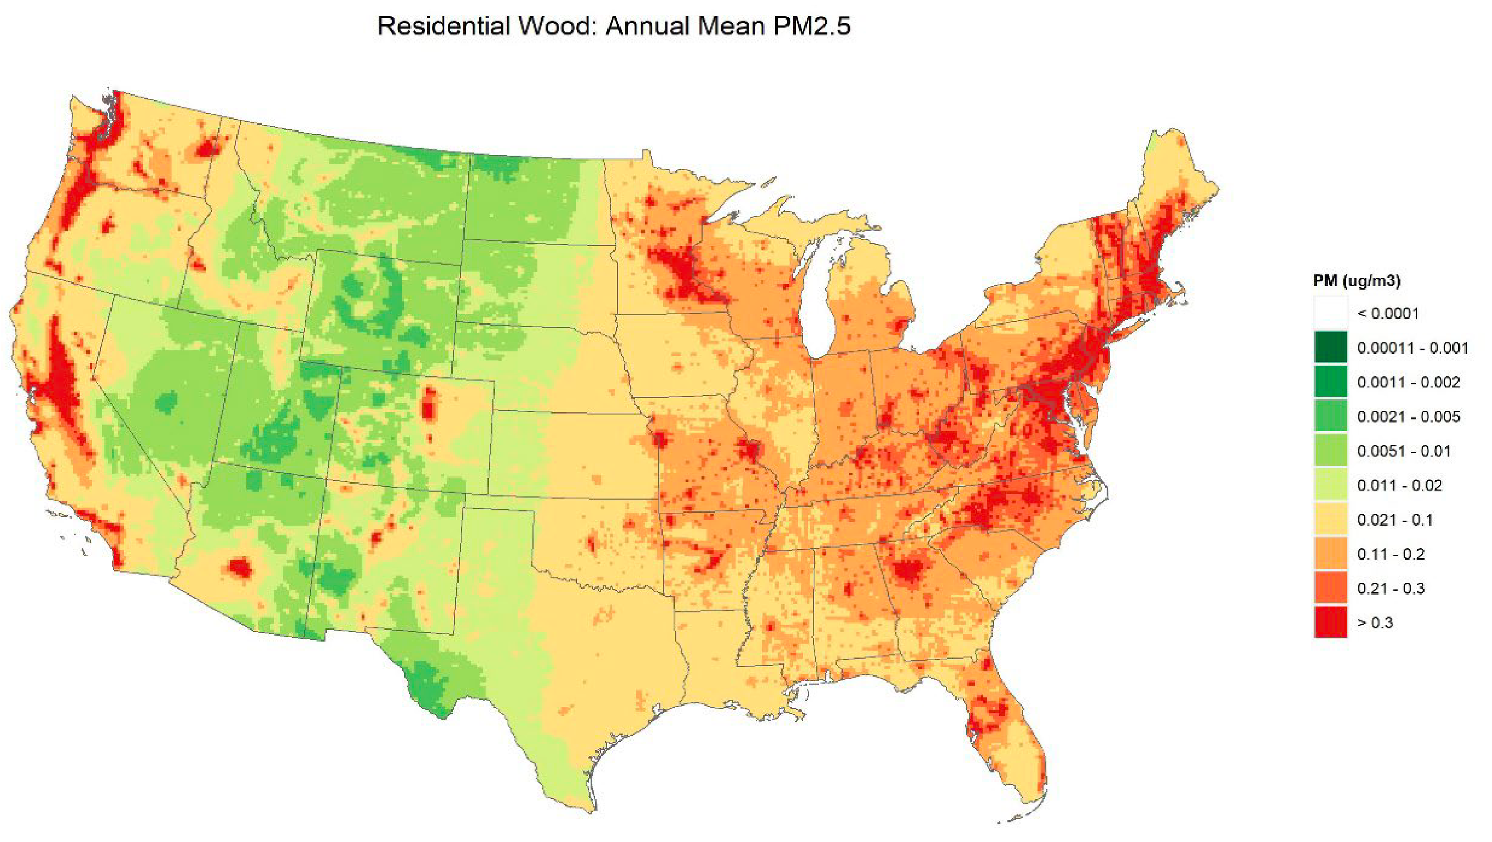 Residential Wood: Annual Mean PM2.5
PM (ug/m3)
< 0.0001
0.00011 - 0.001
0.0011 - 0.002
0.0021 - 0.005
0.0051 - 0.01
0.011 - 0.02
0.021 - 0.1
0.11 - 0.2
0.21 - 0.3
> 0.3